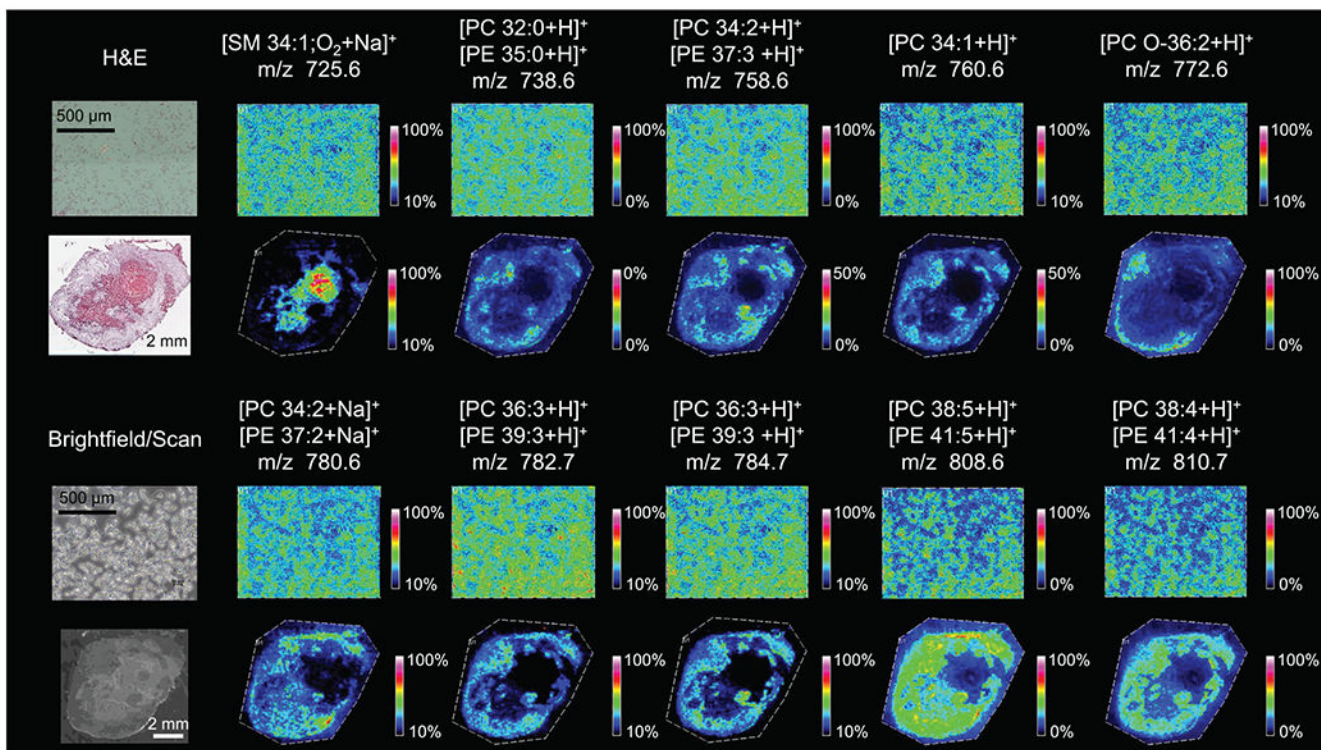 H&E
[SM 34:1;O₂+Na]⁺
m/z 725.6
[PC 32:0+H]⁺
[PE 35:0+H]⁺
m/z 738.6
[PC 34:2+H]⁺
[PE 37:3 +H]⁺
m/z 758.6
[PC 34:1+H]⁺
m/z 760.6
[PC O-36:2+H]⁺
m/z 772.6
500 µm
100%
10%
100%
0%
100%
0%
100%
10%
100%
10%
2 mm
100%
10%
0%
0%
50%
0%
50%
0%
100%
0%
Brightfield/Scan
[PC 34:2+Na]⁺
[PE 37:2+Na]⁺
m/z 780.6
[PC 36:3+H]⁺
[PE 39:3+H]⁺
m/z 782.7
[PC 36:3+H]⁺
[PE 39:3 +H]⁺
m/z 784.7
[PC 38:5+H]⁺
[PE 41:5+H]⁺
m/z 808.6
[PC 38:4+H]⁺
[PE 41:4+H]⁺
m/z 810.7
500 µm
100%
10%
100%
10%
100%
10%
100%
0%
100%
0%
2 mm
100%
10%
100%
10%
100%
10%
100%
0%
100%
0%